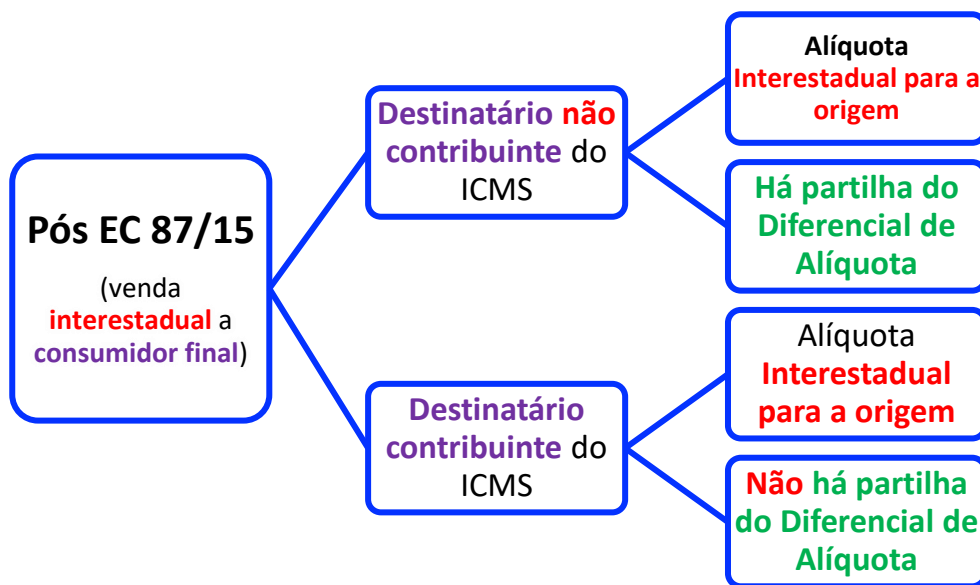 Pós EC 87/15
(venda
interestadual a
consumidor final)
Destinatário não
contribuinte do
ICMS
Alíquota
Interestadual para a
origem
Há partilha do
Diferencial de
Alíquota
Destinatário
contribuinte do
ICMS
Alíquota
Interestadual
para a origem
Não há partilha
do Diferencial de
Alíquota